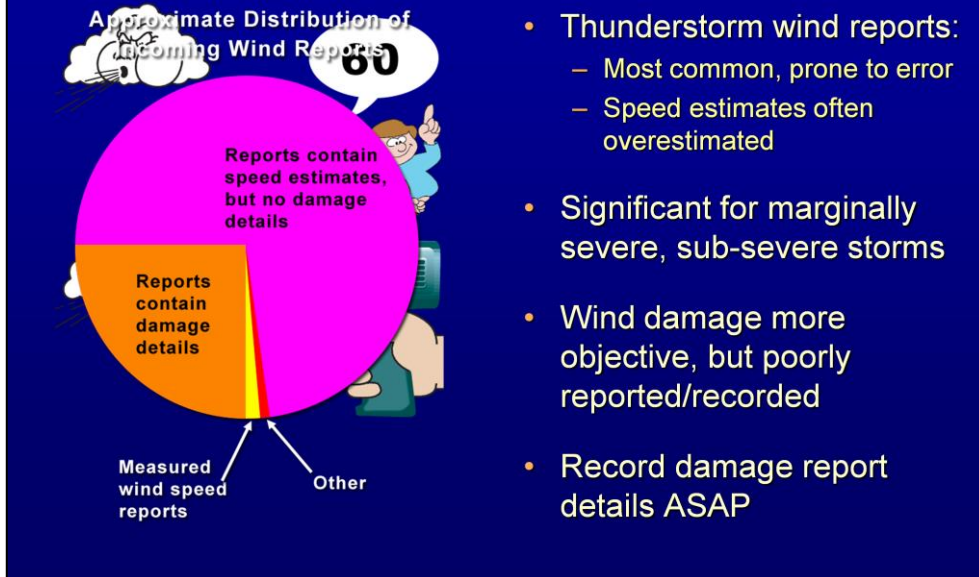 Approximate Distribution of
Incoming Wind Reports
60
Reports contain
speed estimates,
but no damage
details
Reports
contain
damage
details
Measured
wind speed
reports
Other
• Thunderstorm wind reports:
– Most common, prone to error
– Speed estimates often
overestimated
• Significant for marginally
severe, sub-severe storms
• Wind damage more
objective, but poorly
reported/recorded
• Record damage report
details ASAP